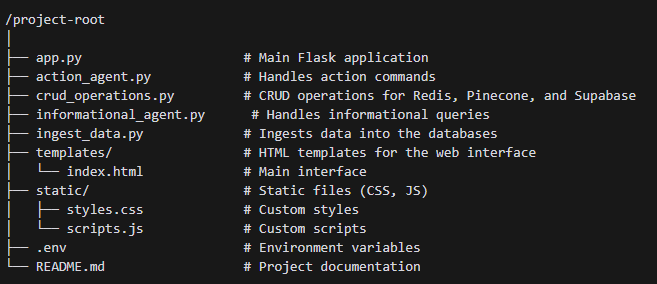 /project-root
│
├── app.py                  # Main Flask application
├── action_agent.py         # Handles action commands
├── crud_operations.py      # CRUD operations for Redis, Pinecone, and Supabase
├── informational_agent.py   # Handles informational queries
├── ingest_data.py          # Ingests data into the databases
├── templates/              # HTML templates for the web interface
│   └── index.html          # Main interface
├── static/                 # Static files (CSS, JS)
│   ├── styles.css          # Custom styles
│   └── scripts.js          # Custom scripts
├── .env                    # Environment variables
└── README.md               # Project documentation